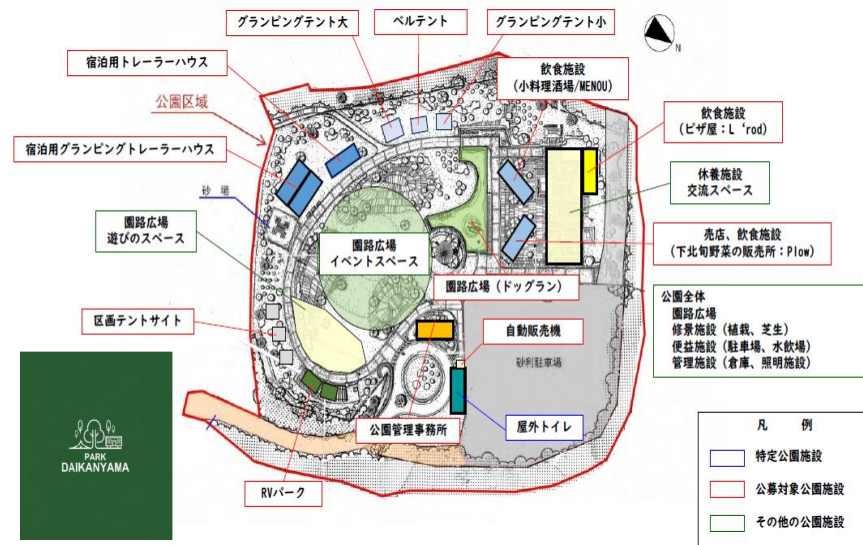 グランピングテント大
ベルテント
グランピングテント小
N
宿泊用トレーラーハウス
飲食施設
(小料理酒場/MENOU)
公園区域
飲食施設
(ピザ屋：L‘rod)
宿泊用グランピングトレーラーハウス
休養施設
交流スペース
砂場
園路広場
遊びのスペース
園路広場
イベントスペース
売店、飲食施設
(下北旬野菜の販売所：Plow)
園路広場（ドッグラン）
公園全体
園路広場
修景施設（植栽、芝生）
便益施設（駐車場、水飲場）
管理施設（倉庫、照明施設）
区画テントサイト
自動販売機
砂利駐車場
公園管理事務所
屋外トイレ
RVパーク
PARK
DAIKANYAMA
凡 例
特定公園施設
公募対象公園施設
その他の公園施設